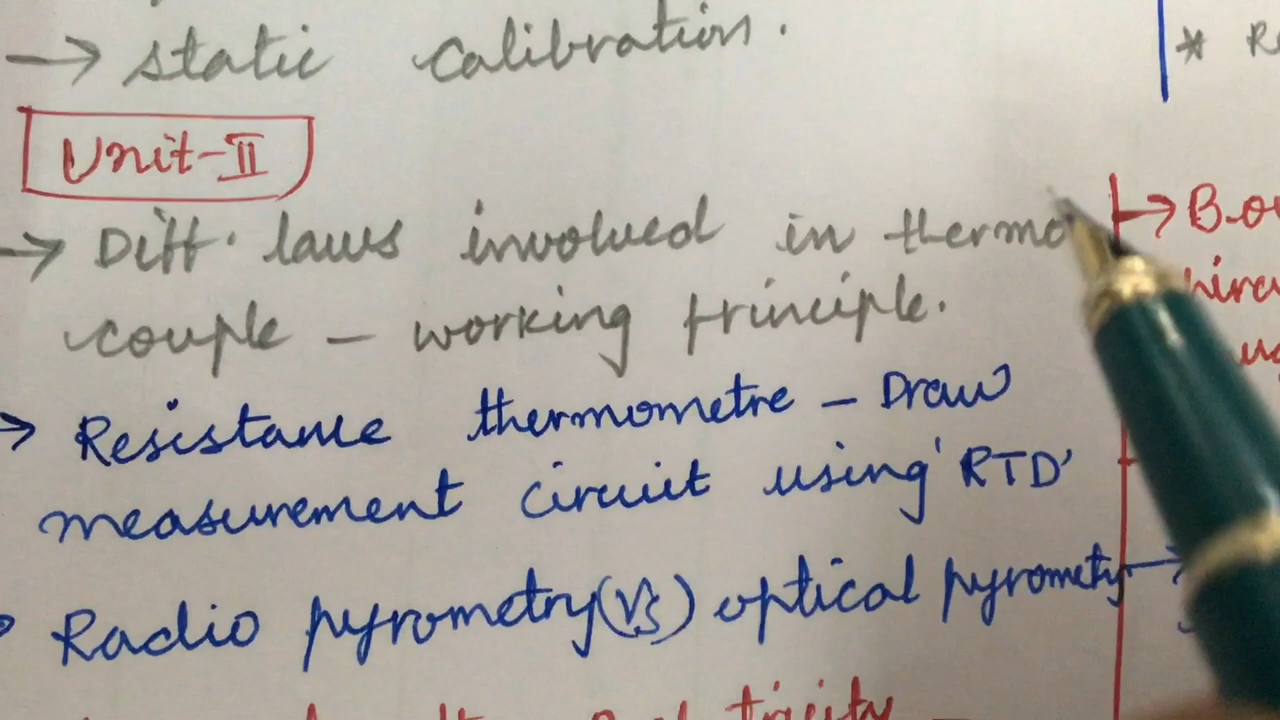 → static calibration.
Unit-II
→ Diff. laws involved in thermo
couple – working principle.
→ Resistance thermometre – Draw
measurement circuit using 'RTD'
Radio pyrometry (Vs) optical pyrometry
* R
→ B.o